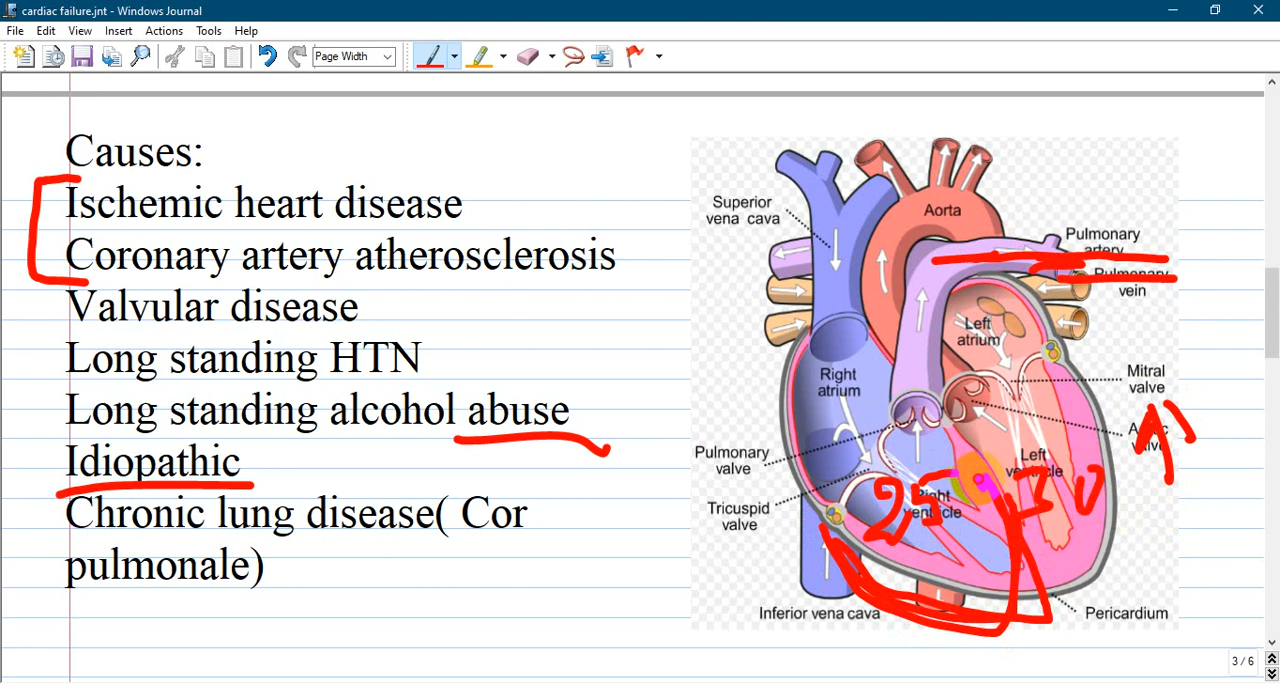 cardiac failure.jnt - Windows Journal
File Edit View Insert Actions Tools Help
Page Width
Causes:
Ischemic heart disease
Coronary artery atherosclerosis
Valvular disease
Long standing HTN
Long standing alcohol abuse
Idiopathic
Chronic lung disease( Cor
pulmonale)
Superior
vena cava
Aorta
Pulmonary
artery
Pulmonary
vein
Left
atrium
Right
atrium
Mitral
valve
valve
Pulmonary
valve
Left
ventricle
Tricuspid
valve
25
Right
ventricle
Inferior vena cava
Pericardium
3 / 6